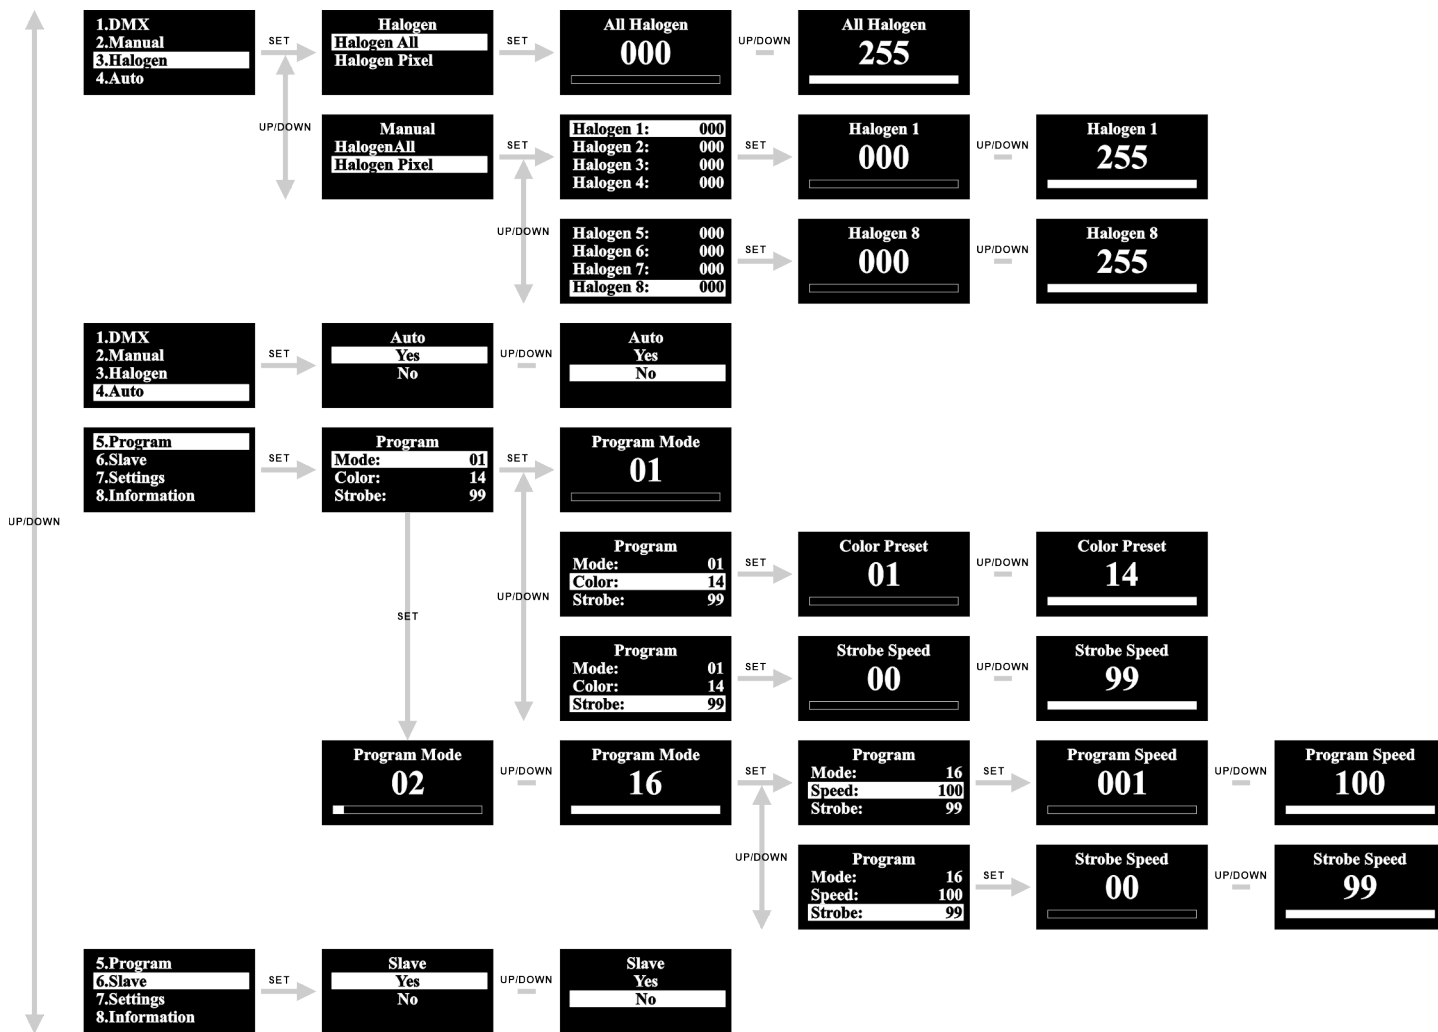 1.DMX
2.Manual
3.Halogen
4.Auto
SET
UP/DOWN
Halogen
Halogen All
Halogen Pixel
SET
All Halogen
000
UP/DOWN
All Halogen
255
Manual
HalogenAll
Halogen Pixel
SET
UP/DOWN
Halogen 1: 000
Halogen 2: 000
Halogen 3: 000
Halogen 4: 000
SET
Halogen 1
000
UP/DOWN
Halogen 1
255
Halogen 5: 000
Halogen 6: 000
Halogen 7: 000
Halogen 8: 000
SET
Halogen 8
000
UP/DOWN
Halogen 8
255
1.DMX
2.Manual
3.Halogen
4.Auto
SET
Auto
Yes
No
UP/DOWN
Auto
Yes
No
UP/DOWN
5.Program
6.Slave
7.Settings
8.Information
SET
Program
Mode: 01
Color: 14
Strobe: 99
SET
UP/DOWN
SET
Program Mode
01
Program
Mode: 01
Color: 14
Strobe: 99
SET
Color Preset
01
UP/DOWN
Color Preset
14
Program
Mode: 01
Color: 14
Strobe: 99
SET
Strobe Speed
00
UP/DOWN
Strobe Speed
99
Program Mode
02
UP/DOWN
Program Mode
16
SET
UP/DOWN
Program
Mode: 16
Speed: 100
Strobe: 99
SET
Program Speed
001
UP/DOWN
Program Speed
100
Program
Mode: 16
Speed: 100
Strobe: 99
SET
Strobe Speed
00
UP/DOWN
Strobe Speed
99
5.Program
6.Slave
7.Settings
8.Information
SET
Slave
Yes
No
UP/DOWN
Slave
Yes
No